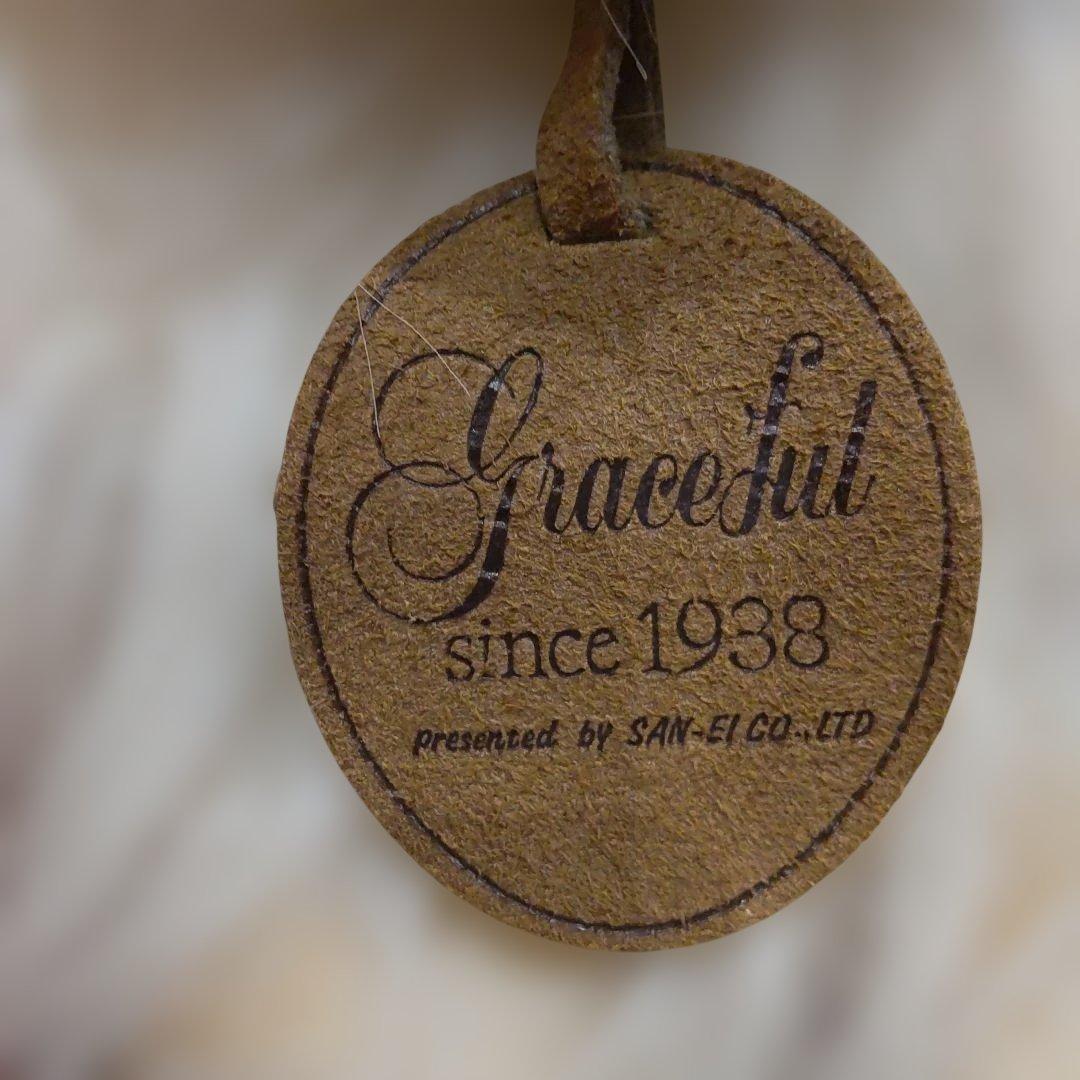 Graceful
since 1938
presented by SAN-EI CO.,LTD